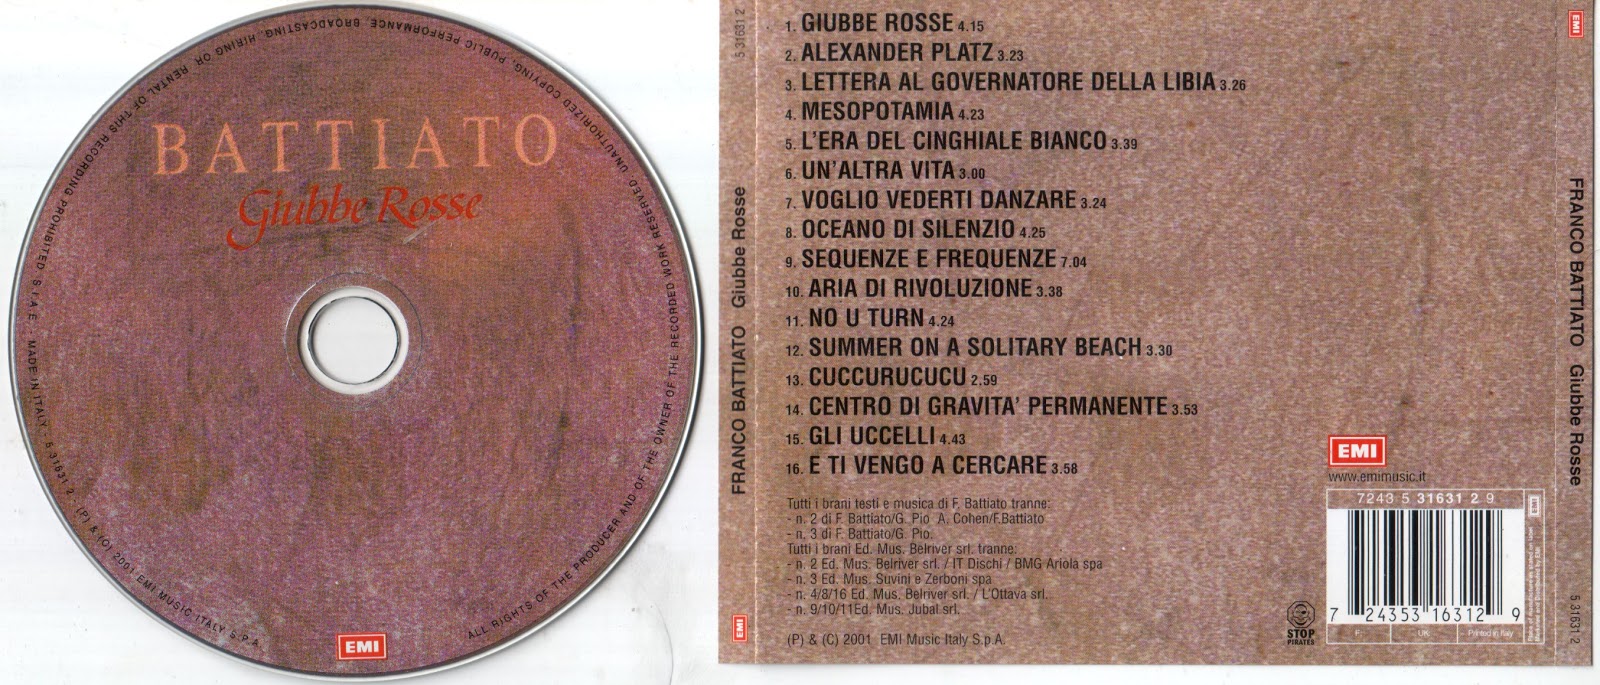 BATTIATO
Giubbe Rosse
ALL RIGHTS OF THE PRODUCER AND OF THE OWNER OF THE RECORDED WORK RESERVED. UNAUTHORIZED COPYING, PUBLIC PERFORMANCE, BROADCASTING, HIRING OR RENTAL OF THIS RECORDING PROHIBITED S.I.A.E. - MADE IN ITALY - 5 31631 2 (P) & (C) 2001 EMI MUSIC ITALY S.P.A.
EMI
5 31631 2
FRANCO BATTIATO Giubbe Rosse
EMI
1. GIUBBE ROSSE 4.15
2. ALEXANDER PLATZ 3.23
3. LETTERA AL GOVERNATORE DELLA LIBIA 3.26
4. MESOPOTAMIA 4.23
5. L'ERA DEL CINGHIALE BIANCO 3.39
6. UN'ALTRA VITA 3.00
7. VOGLIO VEDERTI DANZARE 3.24
8. OCEANO DI SILENZIO 4.25
9. SEQUENZE E FREQUENZE 7.04
10. ARIA DI RIVOLUZIONE 3.38
11. NO U TURN 4.24
12. SUMMER ON A SOLITARY BEACH 3.30
13. CUCCURUCUCU 2.59
14. CENTRO DI GRAVITA' PERMANENTE 3.53
15. GLI UCCELLI 4.43
16. E TI VENGO A CERCARE 3.58
Tutti i brani testi e musica di F. Battiato tranne:
- n. 2 di F. Battiato/G. Pio A. Cohen/F.Battiato
- n. 3 di F. Battiato/G. Pio.
Tutti i brani Ed. Mus. Belriver srl. tranne:
- n. 2 Ed. Mus. Belriver srl. / IT Dischi / BMG Ariola spa
- n. 3 Ed. Mus. Suvini e Zerboni spa
- n. 4/8/16 Ed. Mus. Belriver srl. / L'Ottava srl.
- n. 9/10/11Ed. Mus. Jubal srl.
(P) & (C) 2001 EMI Music Italy S.p.A.
EMI
www.emimusic.it
7243 5 31631 2 9
EMI
7 24353 16312 9
F:
UK:
Printed in Italy
STOP
PIRATES
EMI
FRANCO BATTIATO Giubbe Rosse
5 31631 2